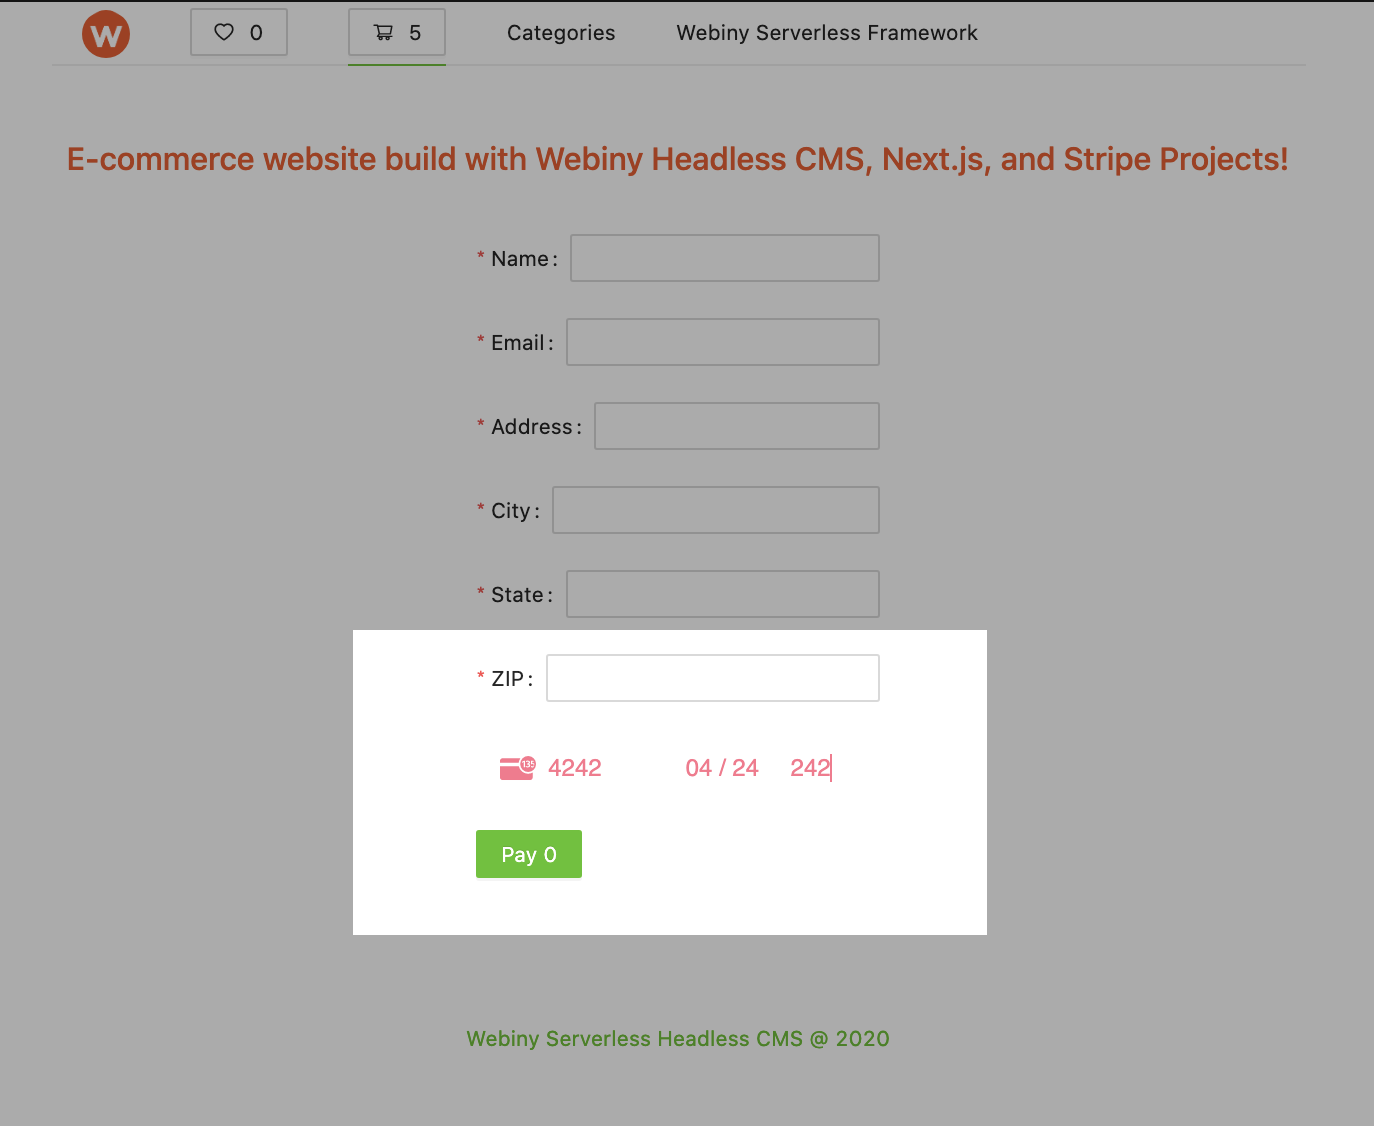 W 0 5 Categories Webiny Serverless Framework
E-commerce website build with Webiny Headless CMS, Next.js, and Stripe Projects!
* Name:
* Email:
* Address:
* City:
* State:
* ZIP:
135 4242 04 / 24 242
Pay 0
Webiny Serverless Headless CMS @ 2020